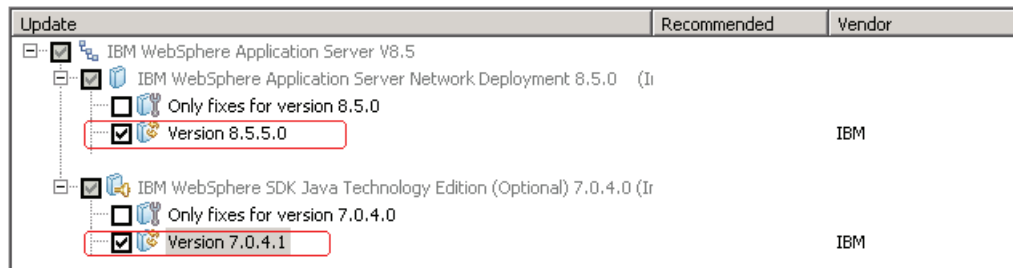 Update Recommended Vendor
IBM WebSphere Application Server V8.5
IBM WebSphere Application Server Network Deployment 8.5.0 (Ir
Only fixes for version 8.5.0
Version 8.5.5.0 IBM
IBM WebSphere SDK Java Technology Edition (Optional) 7.0.4.0 (Ir
Only fixes for version 7.0.4.0
Version 7.0.4.1 IBM